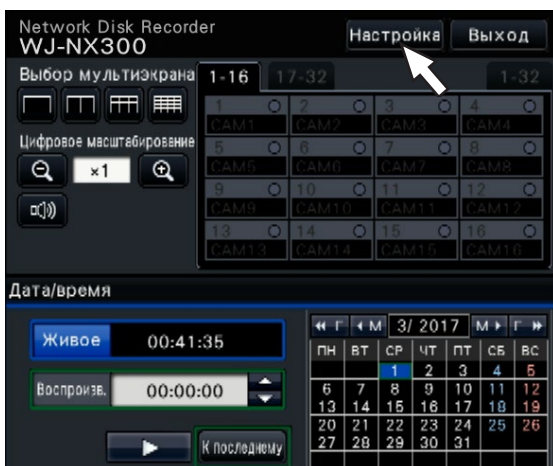 Network Disk Recorder
WJ-NX300
Настройка
Выход
Выбор мультиэкрана
1-16 17-32 1-32
Цифровое масштабирование
×1
1 2 3 4
CAM1 CAM2 CAM3 CAM4
5 6 7 8
CAM5 CAM6 CAM7 CAM8
9 10 11 12
CAM9 CAM10 CAM11 CAM12
13 14 15 16
CAM13 CAM14 CAM15 CAM16
Дата/время
Живое 00:41:35
Воспроизв. 00:00:00
К последнему
Г М 3/ 2017 М Г
ПН ВТ СР ЧТ ПТ СБ ВС
1 2 3 4 5
6 7 8 9 10 11 12
13 14 15 16 17 18 19
20 21 22 23 24 25 26
27 28 29 30 31